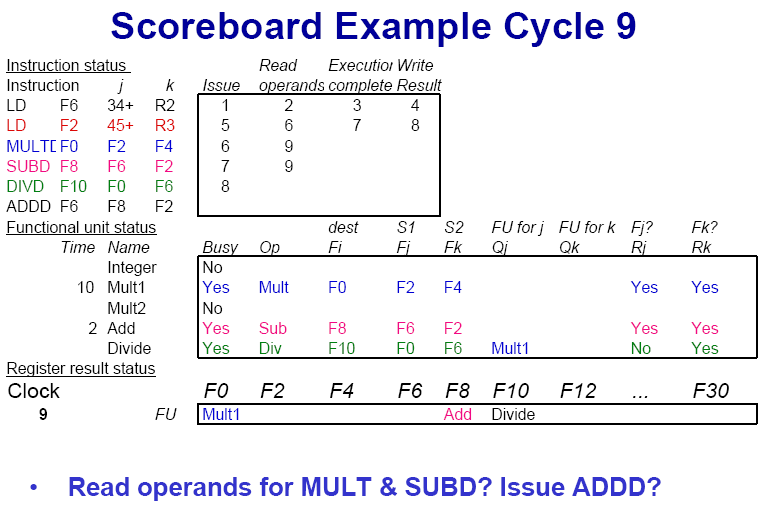 Scoreboard Example Cycle 9
Instruction status Read Execution Write
Instruction j k Issue operands complete Result
LD F6 34+ R2 1 2 3 4
LD F2 45+ R3 5 6 7 8
MULTD F0 F2 F4 6 9
SUBD F8 F6 F2 7 9
DIVD F10 F0 F6 8
ADDD F6 F8 F2
Functional unit status dest S1 S2 FU for j FU for k Fj? Fk?
Time Name Busy Op Fi Fj Fk Qj Qk Rj Rk
Integer No
10 Mult1 Yes Mult F0 F2 F4 Yes Yes
Mult2 No
2 Add Yes Sub F8 F6 F2 Yes Yes
Divide Yes Div F10 F0 F6 Mult1 No Yes
Register result status
Clock F0 F2 F4 F6 F8 F10 F12 ... F30
9 FU Mult1 Add Divide
• Read operands for MULT & SUBD? Issue ADDD?